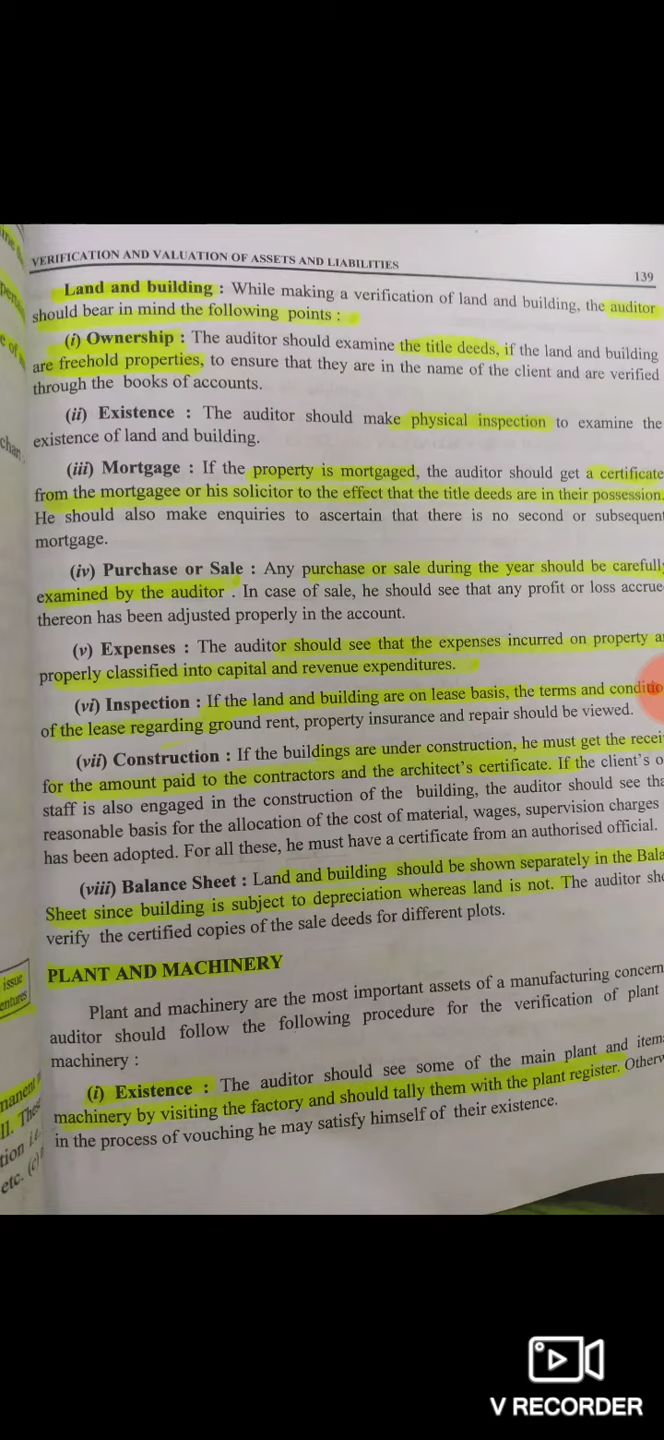 VERIFICATION AND VALUATION OF ASSETS AND LIABILITIES
139
Land and building : While making a verification of land and building, the auditor
should bear in mind the following points :
(i) Ownership : The auditor should examine the title deeds, if the land and building
are freehold properties, to ensure that they are in the name of the client and are verified
through the books of accounts.
(ii) Existence : The auditor should make physical inspection to examine the
existence of land and building.
(iii) Mortgage : If the property is mortgaged, the auditor should get a certificate
from the mortgagee or his solicitor to the effect that the title deeds are in their possession.
He should also make enquiries to ascertain that there is no second or subsequent
mortgage.
(iv) Purchase or Sale : Any purchase or sale during the year should be carefull
examined by the auditor . In case of sale, he should see that any profit or loss accrue
thereon has been adjusted properly in the account.
(v) Expenses : The auditor should see that the expenses incurred on property a
properly classified into capital and revenue expenditures.
(vi) Inspection : If the land and building are on lease basis, the terms and conditio
of the lease regarding ground rent, property insurance and repair should be viewed.
(vii) Construction : If the buildings are under construction, he must get the recei
for the amount paid to the contractors and the architect's certificate. If the client's o
staff is also engaged in the construction of the building, the auditor should see tha
reasonable basis for the allocation of the cost of material, wages, supervision charges
has been adopted. For all these, he must have a certificate from an authorised official.
(viii) Balance Sheet : Land and building should be shown separately in the Bala
Sheet since building is subject to depreciation whereas land is not. The auditor sho
verify the certified copies of the sale deeds for different plots.
PLANT AND MACHINERY
Plant and machinery are the most important assets of a manufacturing concern
auditor should follow the following procedure for the verification of plant
machinery :
(i) Existence : The auditor should see some of the main plant and item
machinery by visiting the factory and should tally them with the plant register. Otherw
in the process of vouching he may satisfy himself of their existence.
issue
entures
manent
ll. Thes
tion i.e.
etc. (c)
V RECORDER